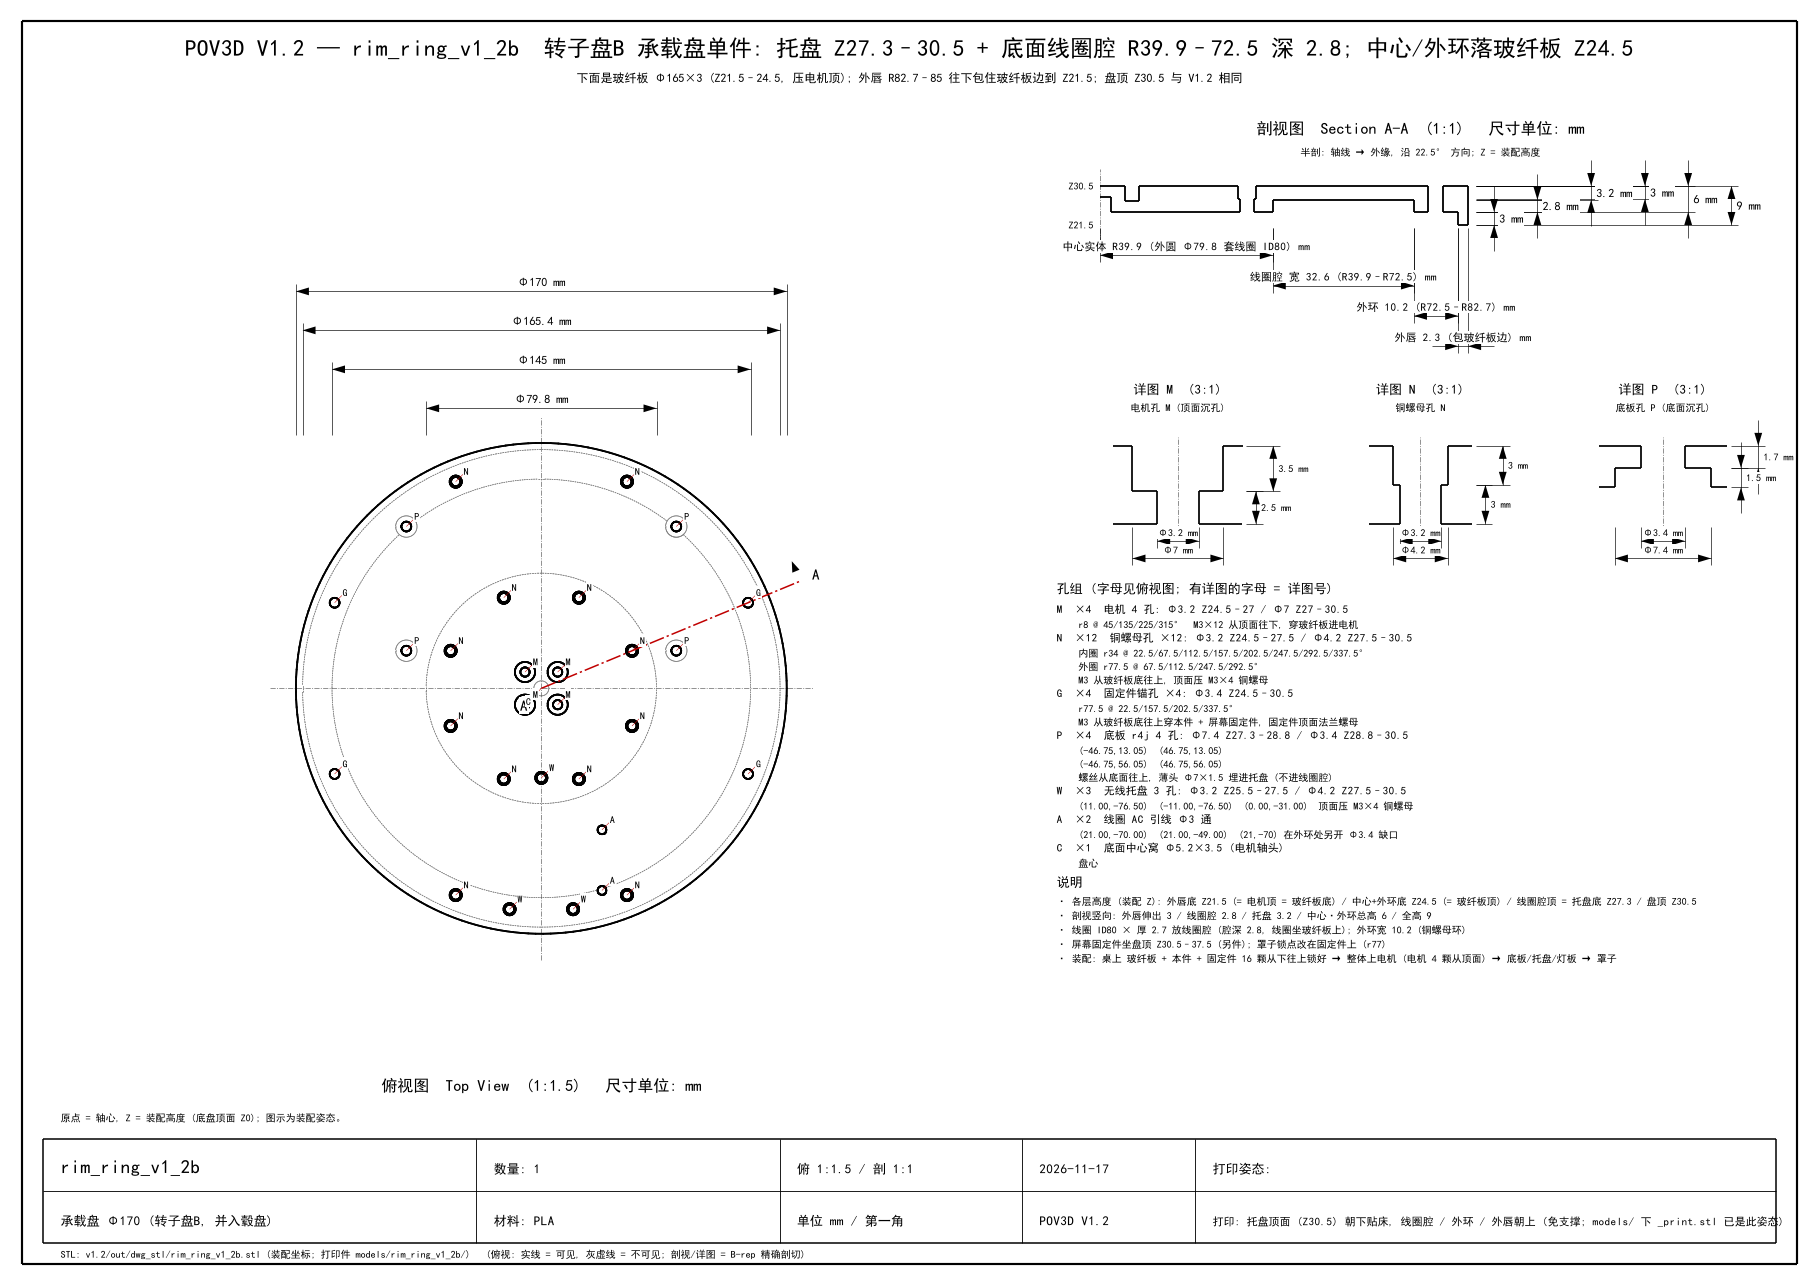 POV3D V1.2 — rim_ring_v1_2b  转子盘B 承载盘单件: 托盘 Z27.3–30.5 + 底面线圈腔 R39.9–72.5 深 2.8; 中心/外环落玻纤板 Z24.5
下面是玻纤板 Φ165×3 (Z21.5–24.5, 压电机顶); 外唇 R82.7–85 往下包住玻纤板边到 Z21.5; 盘顶 Z30.5 与 V1.2 相同
剖视图  Section A-A  (1:1)   尺寸单位: mm
半剖: 轴线 → 外缘, 沿 22.5° 方向; Z = 装配高度
Z30.5
Z21.5
3 mm
2.8 mm
3.2 mm
3 mm
6 mm
9 mm
中心实体 R39.9 (外圆 Φ79.8 套线圈 ID80) mm
线圈腔 宽 32.6 (R39.9–R72.5) mm
外环 10.2 (R72.5–R82.7) mm
外唇 2.3 (包玻纤板边) mm
Φ170 mm
Φ165.4 mm
Φ145 mm
Φ79.8 mm
N
N
P
P
G
G
N
N
P
N
N
P
M
M
A
M
M
C
A
N
N
G
G
N
W
N
A
A
N
W
W
N
详图 M  (3:1)
电机孔 M (顶面沉孔)
3.5 mm
2.5 mm
Φ3.2 mm
Φ7 mm
详图 N  (3:1)
铜螺母孔 N
3 mm
3 mm
Φ3.2 mm
Φ4.2 mm
详图 P  (3:1)
底板孔 P (底面沉孔)
1.7 mm
1.5 mm
Φ3.4 mm
Φ7.4 mm
孔组 (字母见俯视图; 有详图的字母 = 详图号)
M  ×4  电机 4 孔: Φ3.2 Z24.5–27 / Φ7 Z27–30.5
r8 @ 45/135/225/315°  M3×12 从顶面往下, 穿玻纤板进电机
N  ×12  铜螺母孔 ×12: Φ3.2 Z24.5–27.5 / Φ4.2 Z27.5–30.5
内圈 r34 @ 22.5/67.5/112.5/157.5/202.5/247.5/292.5/337.5°
外圈 r77.5 @ 67.5/112.5/247.5/292.5°
M3 从玻纤板底往上, 顶面压 M3×4 铜螺母
G  ×4  固定件锚孔 ×4: Φ3.4 Z24.5–30.5
r77.5 @ 22.5/157.5/202.5/337.5°
M3 从玻纤板底往上穿本件 + 屏幕固定件, 固定件顶面法兰螺母
P  ×4  底板 r4j 4 孔: Φ7.4 Z27.3–28.8 / Φ3.4 Z28.8–30.5
(-46.75,13.05)  (46.75,13.05)
(-46.75,56.05)  (46.75,56.05)
螺丝从底面往上, 薄头 Φ7×1.5 埋进托盘 (不进线圈腔)
W  ×3  无线托盘 3 孔: Φ3.2 Z25.5–27.5 / Φ4.2 Z27.5–30.5
(11.00,-76.50)  (-11.00,-76.50)  (0.00,-31.00)  顶面压 M3×4 铜螺母
A  ×2  线圈 AC 引线 Φ3 通
(21.00,-70.00)  (21.00,-49.00)  (21,-70) 在外环处另开 Φ3.4 缺口
C  ×1  底面中心窝 Φ5.2×3.5 (电机轴头)
盘心
说明
· 各层高度 (装配 Z): 外唇底 Z21.5 (= 电机顶 = 玻纤板底) / 中心+外环底 Z24.5 (= 玻纤板顶) / 线圈腔顶 = 托盘底 Z27.3 / 盘顶 Z30.5
· 剖视竖向: 外唇伸出 3 / 线圈腔 2.8 / 托盘 3.2 / 中心·外环总高 6 / 全高 9
· 线圈 ID80 × 厚 2.7 放线圈腔 (腔深 2.8, 线圈坐玻纤板上); 外环宽 10.2 (铜螺母环)
· 屏幕固定件坐盘顶 Z30.5–37.5 (另件); 罩子锁点改在固定件上 (r77)
· 装配: 桌上 玻纤板 + 本件 + 固定件 16 颗从下往上锁好 → 整体上电机 (电机 4 颗从顶面) → 底板/托盘/灯板 → 罩子
俯视图  Top View  (1:1.5)   尺寸单位: mm
原点 = 轴心, Z = 装配高度 (底盘顶面 Z0); 图示为装配姿态。
rim_ring_v1_2b
数量: 1
俯 1:1.5 / 剖 1:1
2026-11-17
打印姿态:
承载盘 Φ170 (转子盘B, 并入毂盘)
材料: PLA
单位 mm / 第一角
POV3D V1.2
打印: 托盘顶面 (Z30.5) 朝下贴床, 线圈腔 / 外环 / 外唇朝上 (免支撑; models/ 下 _print.stl 已是此姿态)
STL: v1.2/out/dwg_stl/rim_ring_v1_2b.stl (装配坐标; 打印件 models/rim_ring_v1_2b/)   (俯视: 实线 = 可见, 灰虚线 = 不可见; 剖视/详图 = B-rep 精确剖切)